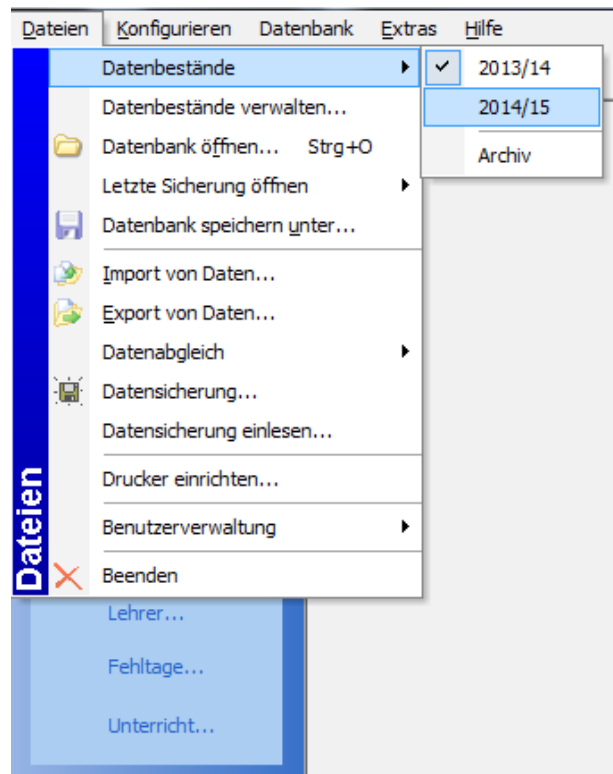 Dateien Konfigurieren Datenbank Extras Hilfe
Datenbestände
2013/14
Datenbestände verwalten...
2014/15
Datenbank öffnen... Strg+O
Archiv
Letzte Sicherung öffnen
Datenbank speichern unter...
Import von Daten...
Export von Daten...
Datenabgleich
Datensicherung...
Datensicherung einlesen...
Drucker einrichten...
Benutzerverwaltung
Beenden
Dateien
Lehrer...
Fehltage...
Unterricht...